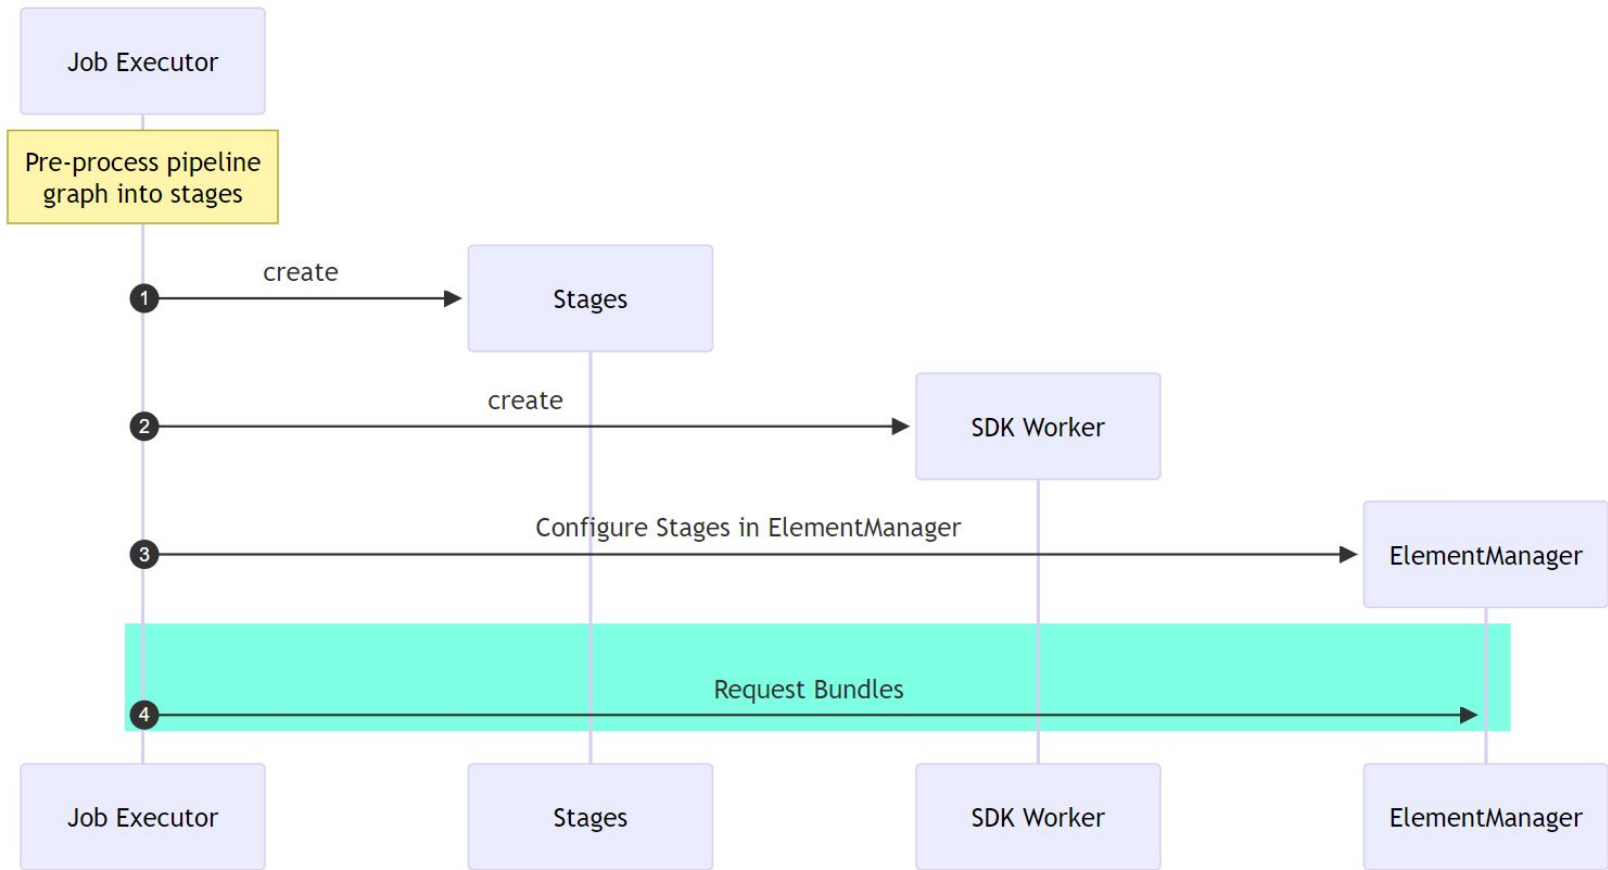 Job Executor
Pre-process pipeline
graph into stages
create
1
Stages
create
2
SDK Worker
Configure Stages in ElementManager
3
ElementManager
Request Bundles
4
Job Executor
Stages
SDK Worker
ElementManager